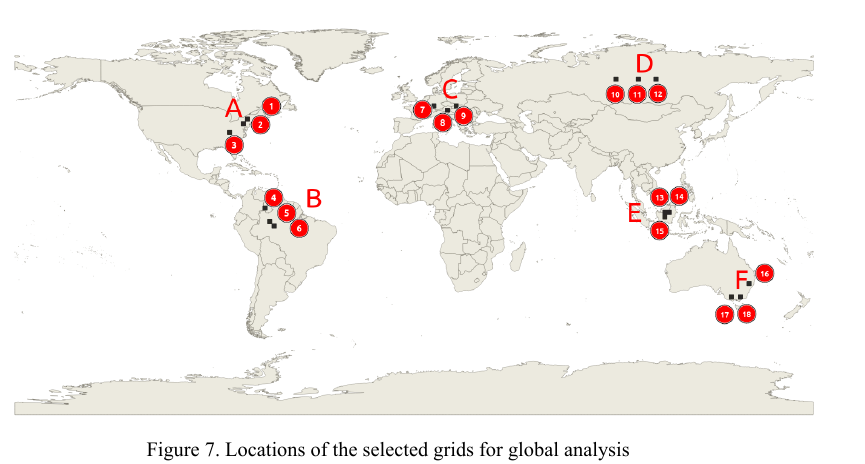 D
C
10 11 12
A 1
7
2
8 9
3
4 B
13 14
5
E
6
15
F 16
17 18
Figure 7. Locations of the selected grids for global analysis